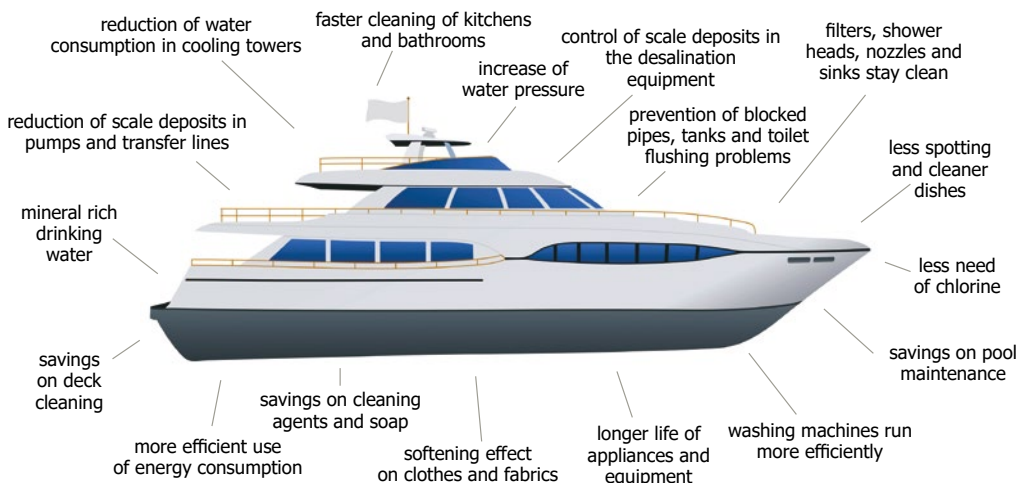 reduction of water
consumption in cooling towers
faster cleaning of kitchens
and bathrooms
increase of
water pressure
control of scale deposits in
the desalination
equipment
filters, shower
heads, nozzles and
sinks stay clean
reduction of scale deposits in
pumps and transfer lines
prevention of blocked
pipes, tanks and toilet
flushing problems
less spotting
and cleaner
dishes
mineral rich
drinking
water
less need
of chlorine
savings
on deck
cleaning
savings on pool
maintenance
more efficient use
of energy consumption
savings on cleaning
agents and soap
softening effect
on clothes and fabrics
longer life of
appliances and
equipment
washing machines run
more efficiently